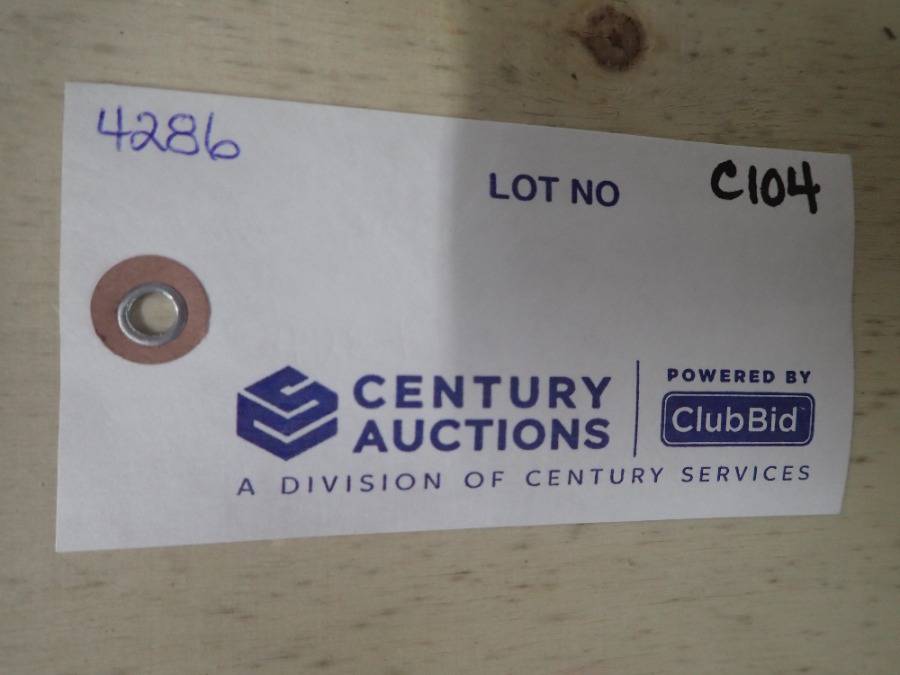 4286
LOT NO C104
CENTURY AUCTIONS
POWERED BY
ClubBid
A DIVISION OF CENTURY SERVICES